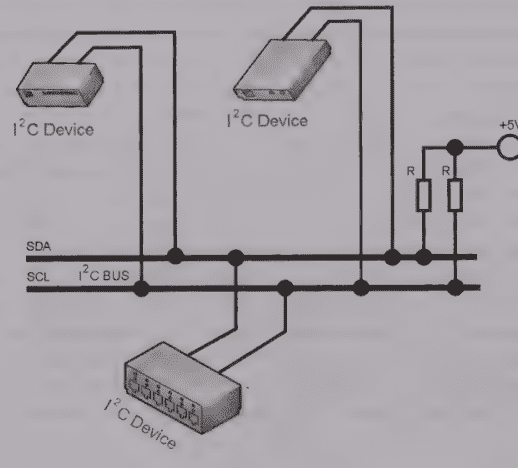 I²C Device
I²C Device
+5V
R
R
SDA
SCL
I²C BUS
I²C Device